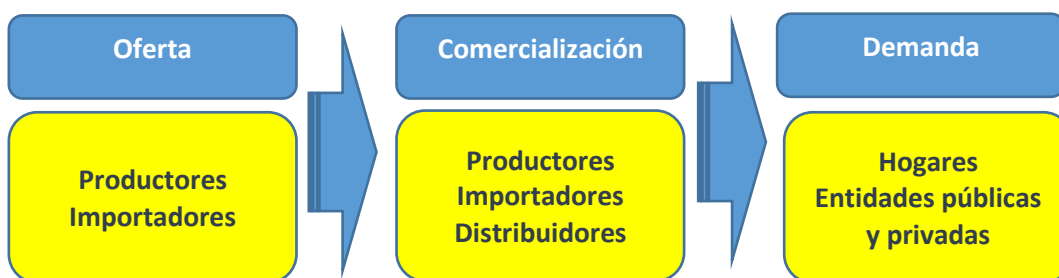 Oferta
Productores
Importadores
Comercialización
Productores
Importadores
Distribuidores
Demanda
Hogares
Entidades públicas
y privadas